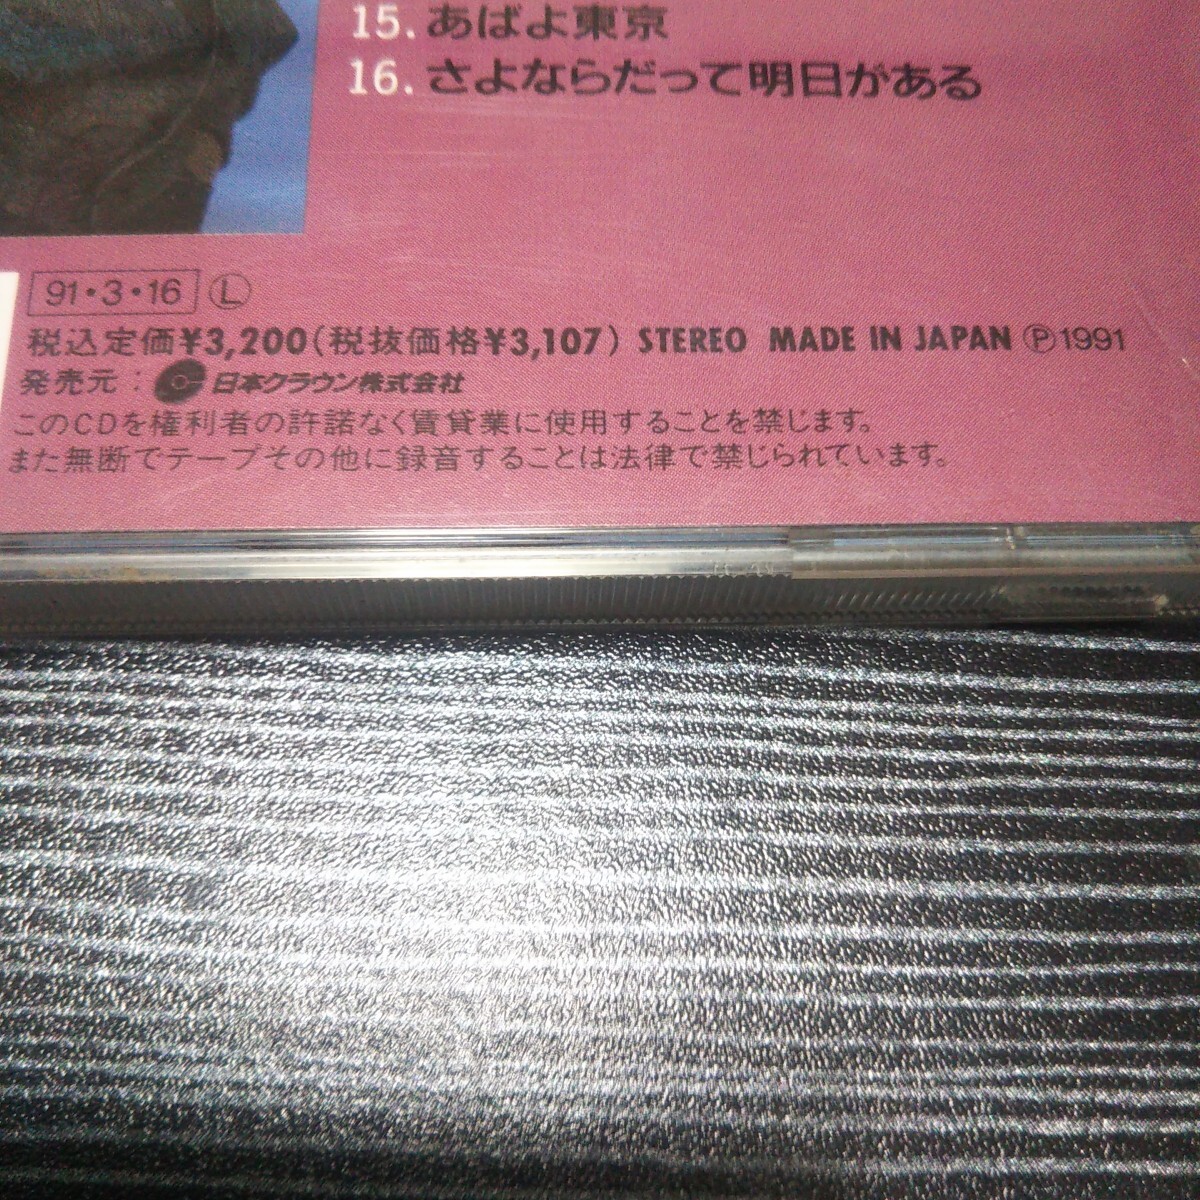 15. あばよ東京
16. さよならだって明日がある
91・3・16 Ⓛ
税込定価¥3,200(税抜価格¥3,107) STEREO MADE IN JAPAN Ⓟ1991
発売元: 日本クラウン株式会社
このCDを権利者の許諾なく賃貸業に使用することを禁じます。
また無断でテープその他に録音することは法律で禁じられています。